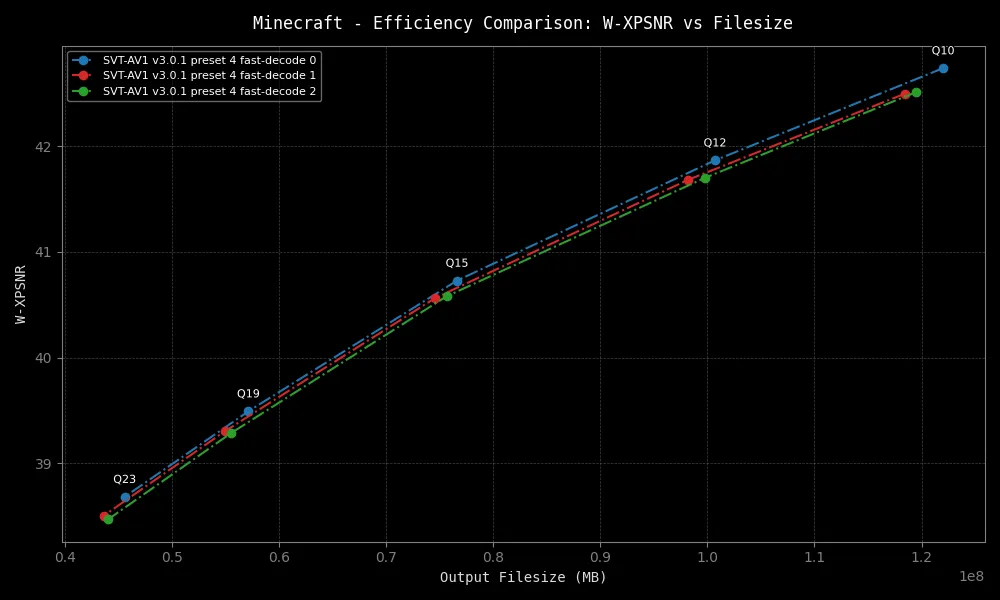 Minecraft - Efficiency Comparison: W-XPSNR vs Filesize
SVT-AV1 v3.0.1 preset 4 fast-decode 0
SVT-AV1 v3.0.1 preset 4 fast-decode 1
SVT-AV1 v3.0.1 preset 4 fast-decode 2
Q10
Q12
Q15
Q19
Q23
W-XPSNR
42
41
40
39
0.4 0.5 0.6 0.7 0.8 0.9 1.0 1.1 1.2
1e8
Output Filesize (MB)